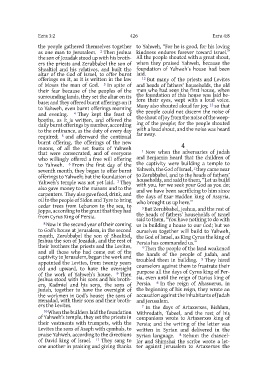 Ezra 3:2
426
Ezra 4:8
the people gathered themselves together
as one man to Jerusalem. 2 Then Jeshua
the son of Jozadak stood up with his broth-
ers the priests and Zerubbabel the son of
Shealtiel and his relatives, and built the
altar of the God of Israel, to offer burnt
offerings on it, as it is written in the law
of Moses the man of God. 3 In spite of
their fear because of the peoples of the
surrounding lands, they set the altar on its
base; and they offered burnt offerings on it
to Yahweh, even burnt offerings morning
and evening. 4 They kept the feast of
booths, as it is written, and offered the
daily burnt offerings by number, according
to the ordinance, as the duty of every day
required; 5 and afterward the continual
burnt offering, the offerings of the new
moons, of all the set feasts of Yahweh
that were consecrated, and of everyone
who willingly offered a free will offering
to Yahweh. 6 From the first day of the
seventh month, they began to offer burnt
offerings to Yahweh; but the foundation of
Yahweh's temple was not yet laid. 7 They
also gave money to the masons and to the
carpenters. They also gave food, drink, and
oil to the people of Sidon and Tyre to bring
cedar trees from Lebanon to the sea, to
Joppa, according to the grant that they had
from Cyrus King of Persia.
8 Now in the second year of their coming
to God's house at Jerusalem, in the second
month, Zerubbabel the son of Shealtiel,
Jeshua the son of Jozadak, and the rest of
their brothers the priests and the Levites,
and all those who had come out of the
captivity to Jerusalem, began the work and
appointed the Levites, from twenty years
old and upward, to have the oversight
of the work of Yahweh's house. 9 Then
Jeshua stood with his sons and his broth-
ers, Kadmiel and his sons, the sons of
Judah, together to have the oversight of
the workmen in God's house: the sons of
Henadad, with their sons and their broth-
ers the Levites.
10 When the builders laid the foundation
of Yahweh's temple, they set the priests in
their vestments with trumpets, with the
Levites the sons of Asaph with cymbals, to
praise Yahweh, according to the directions
of David King of Israel. 11 They sang to
one another in praising and giving thanks
to Yahweh, "For he is good, for his loving
kindness endures forever toward Israel."
All the people shouted with a great shout,
when they praised Yahweh, because the
foundation of Yahweh's house had been
laid.
12 But many of the priests and Levites
and heads of fathers' households, the old
men who had seen the first house, when
the foundation of this house was laid be-
fore their eyes, wept with a loud voice.
Many also shouted aloud for joy, 13 so that
the people could not discern the noise of
the shout of joy from the noise of the weep-
ing of the people; for the people shouted
with a loud shout, and the noise was heard
far away.
4
1 Now when the adversaries of Judah
and Benjamin heard that the children of
the captivity were building a temple to
Yahweh, the God of Israel, 2 they came near
to Zerubbabel, and to the heads of fathers'
households, and said to them, "Let us build
with you, for we seek your God as you do;
and we have been sacrificing to him since
the days of Esar Haddon king of Assyria,
who brought us up here."
3 But Zerubbabel, Jeshua, and the rest of
the heads of fathers' households of Israel
said to them, "You have nothing to do with
us in building a house to our God; but we
ourselves together will build to Yahweh,
the God of Israel, as King Cyrus the king of
Persia has commanded us."
4 Then the people of the land weakened
the hands of the people of Judah, and
troubled them in building. 5 They hired
counselors against them to frustrate their
purpose all the days of Cyrus king of Per-
sia, even until the reign of Darius king of
Persia. 6 In the reign of Ahasuerus, in
the beginning of his reign, they wrote an
accusation against the inhabitants of Judah
and Jerusalem.
7 In the days of Artaxerxes, Bishlam,
Mithredath, Tabeel, and the rest of his
companions wrote to Artaxerxes king of
Persia; and the writing of the letter was
written in Syrian and delivered in the
Syrian language. 8 Rehum the chancel-
lor and Shimshai the scribe wrote a let-
ter against Jerusalem to Artaxerxes the